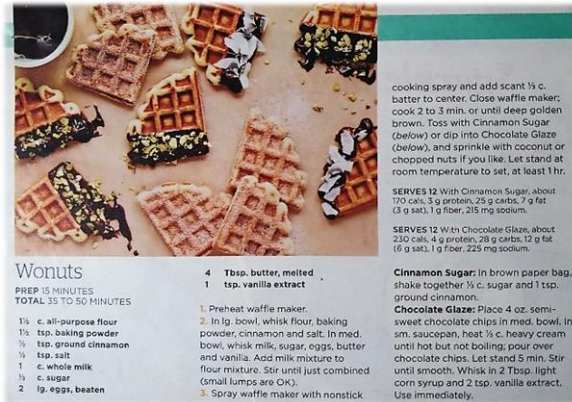 Wonuts
PREP 15 MINUTES
TOTAL 35 TO 50 MINUTES
1½ c. all-purpose flour
1½ tsp. baking powder
½ tsp. ground cinnamon
½ tsp. salt
1 c. whole milk
⅓ c. sugar
2 lg. eggs, beaten
4 Tbsp. butter, melted
1 tsp. vanilla extract
1. Preheat waffle maker.
2. In lg. bowl, whisk flour, baking
powder, cinnamon and salt. In med.
bowl, whisk milk, sugar, eggs, butter
and vanilla. Add milk mixture to
flour mixture. Stir until just combined
(small lumps are OK).
3. Spray waffle maker with nonstick
cooking spray and add scant ⅓ c.
batter to center. Close waffle maker;
cook 2 to 3 min. or until deep golden
brown. Toss with Cinnamon Sugar
(below) or dip into Chocolate Glaze
(below), and sprinkle with coconut or
chopped nuts if you like. Let stand at
room temperature to set, at least 1 hr.
SERVES 12 With Cinnamon Sugar, about
170 cals, 3 g protein, 25 g carbs, 7 g fat
(3 g sat), 1 g fiber, 215 mg sodium.
SERVES 12 With Chocolate Glaze, about
230 cals, 4 g protein, 28 g carbs, 12 g fat
(6 g sat), 1 g fiber, 225 mg sodium.
Cinnamon Sugar: In brown paper bag,
shake together ½ c. sugar and 1 tsp.
ground cinnamon.
Chocolate Glaze: Place 4 oz. semi-
sweet chocolate chips in med. bowl. In
sm. saucepan, heat ½ c. heavy cream
until hot but not boiling; pour over
chocolate chips. Let stand 5 min. Stir
until smooth. Whisk in 2 Tbsp. light
corn syrup and 2 tsp. vanilla extract.
Use immediately.